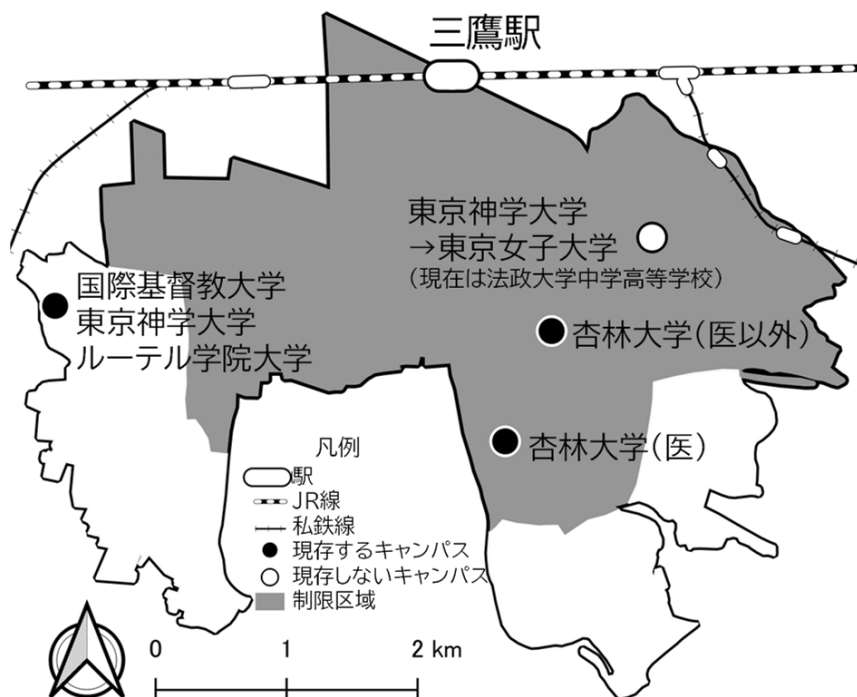 三鷹駅
東京神学大学
→東京女子大学
（現在は法政大学中学高等学校）
国際基督教大学
東京神学大学
ルーテル学院大学
杏林大学（医以外）
杏林大学（医）
凡例
駅
JR線
私鉄線
現存するキャンパス
現存しないキャンパス
制限区域
0 1 2 km